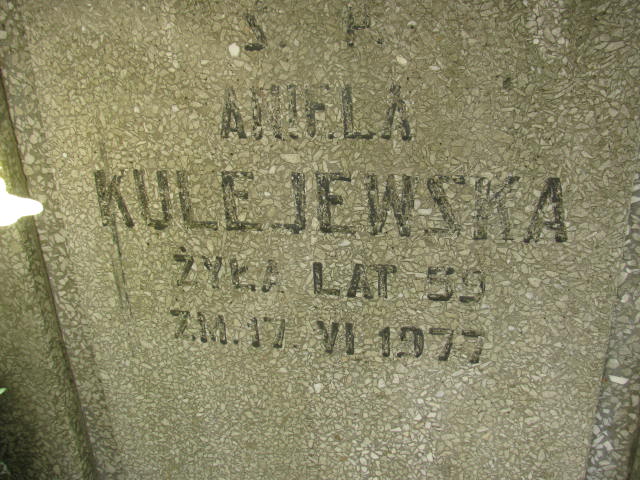 Ś. P.
ANIELA
KULEJEWSKA
ŻYŁA LAT 59
ZM. 17. VI 1977